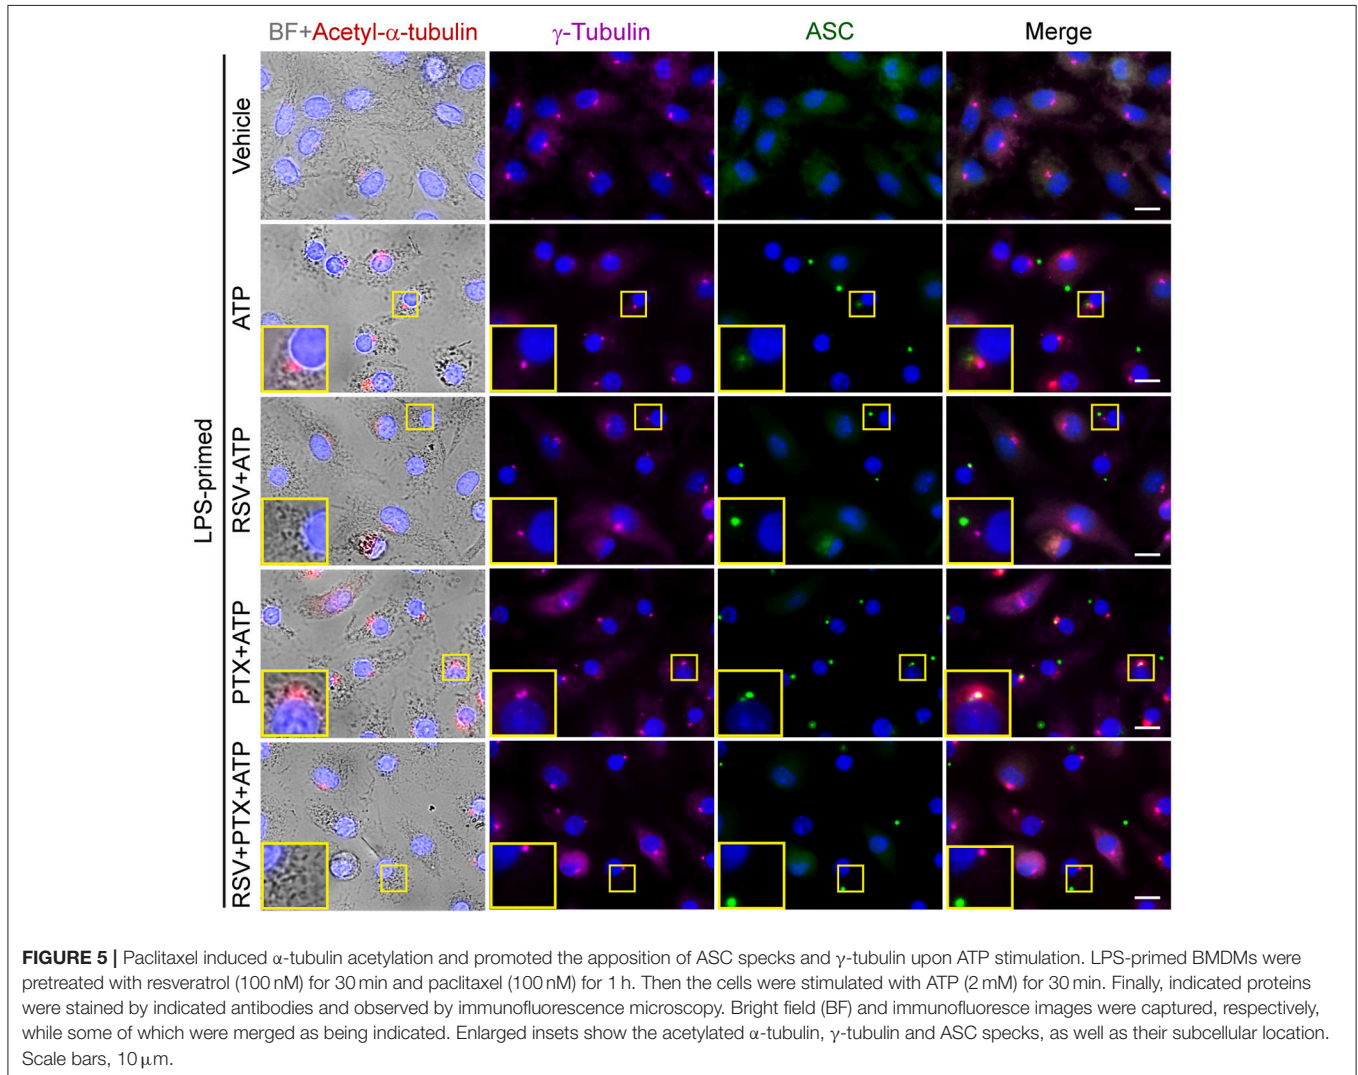 BF+Acetyl-α-tubulin γ-Tubulin ASC Merge
LPS-primed
Vehicle
ATP
RSV+ATP
PTX+ATP
RSV+PTX+ATP
FIGURE 5 | Paclitaxel induced α-tubulin acetylation and promoted the apposition of ASC specks and γ-tubulin upon ATP stimulation. LPS-primed BMDMs were
pretreated with resveratrol (100 nM) for 30 min and paclitaxel (100 nM) for 1 h. Then the cells were stimulated with ATP (2 mM) for 30 min. Finally, indicated proteins
were stained by indicated antibodies and observed by immunofluorescence microscopy. Bright field (BF) and immunofluoresce images were captured, respectively,
while some of which were merged as being indicated. Enlarged insets show the acetylated α-tubulin, γ-tubulin and ASC specks, as well as their subcellular location.
Scale bars, 10 μm.